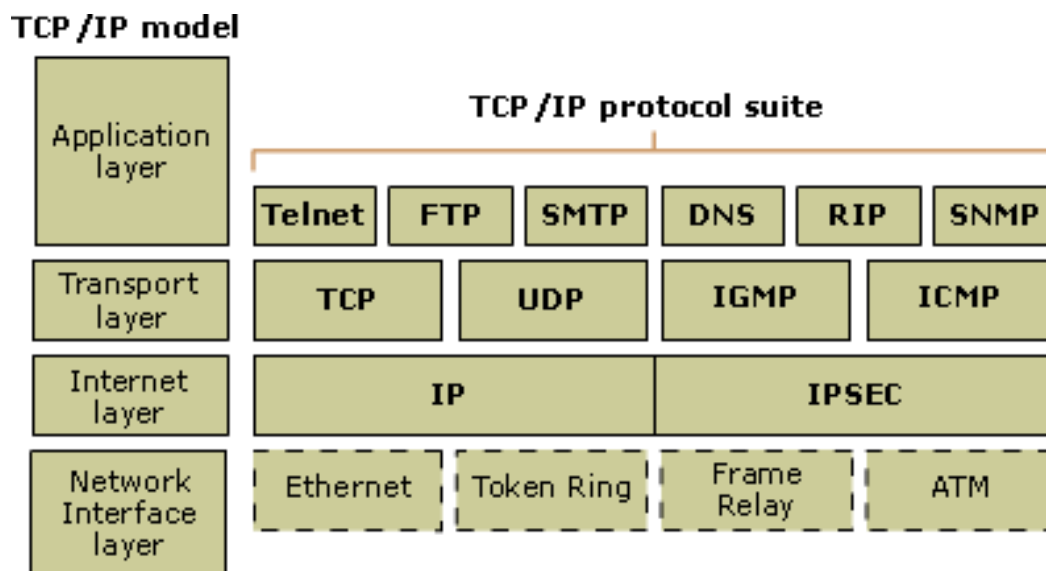 TCP/IP model
Application
layer
TCP/IP protocol suite
Telnet FTP SMTP DNS RIP SNMP
Transport
layer
TCP UDP IGMP ICMP
Internet
layer
IP IPSEC
Network
Interface
layer
Ethernet Token Ring Frame
Relay ATM